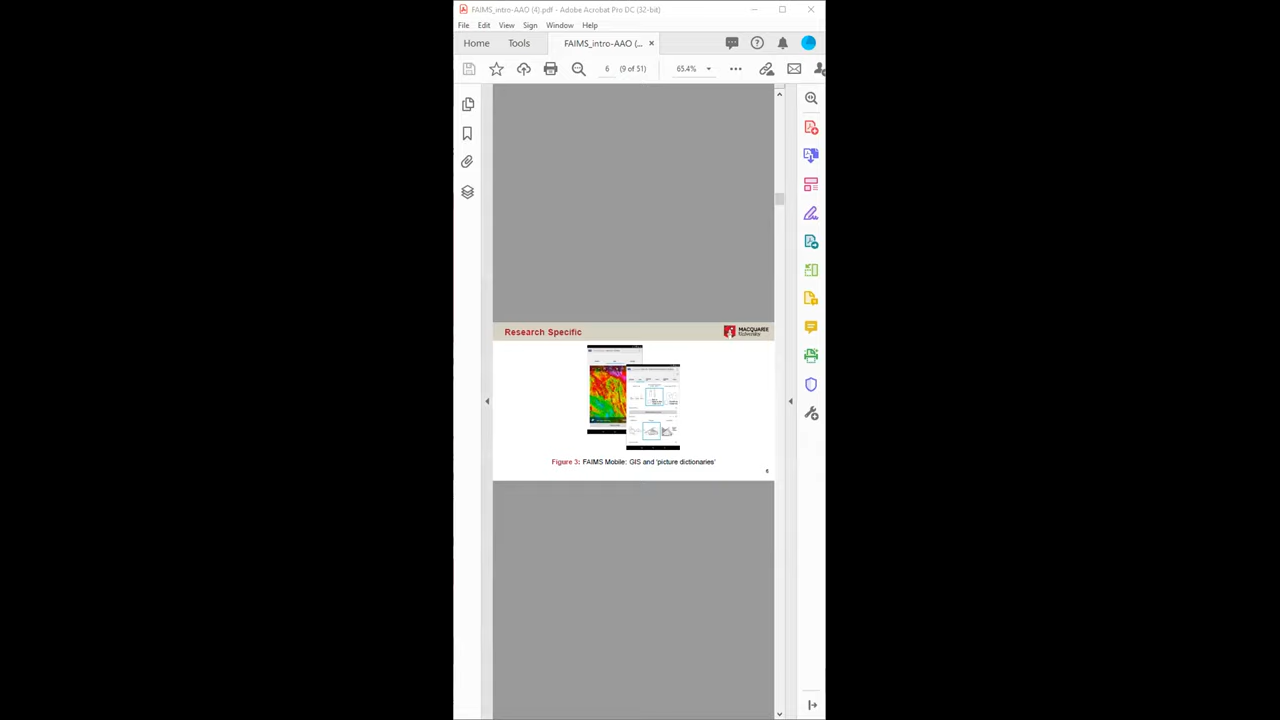 FAIMS_intro-AAO (4).pdf - Adobe Acrobat Pro DC (32-bit)
File Edit View Sign Window Help
Home Tools FAIMS_intro-AAO (... ×
6 (9 of 51) 65.4%
Research Specific
MACQUARIE
University
Figure 3: FAIMS Mobile: GIS and 'picture dictionaries'
6